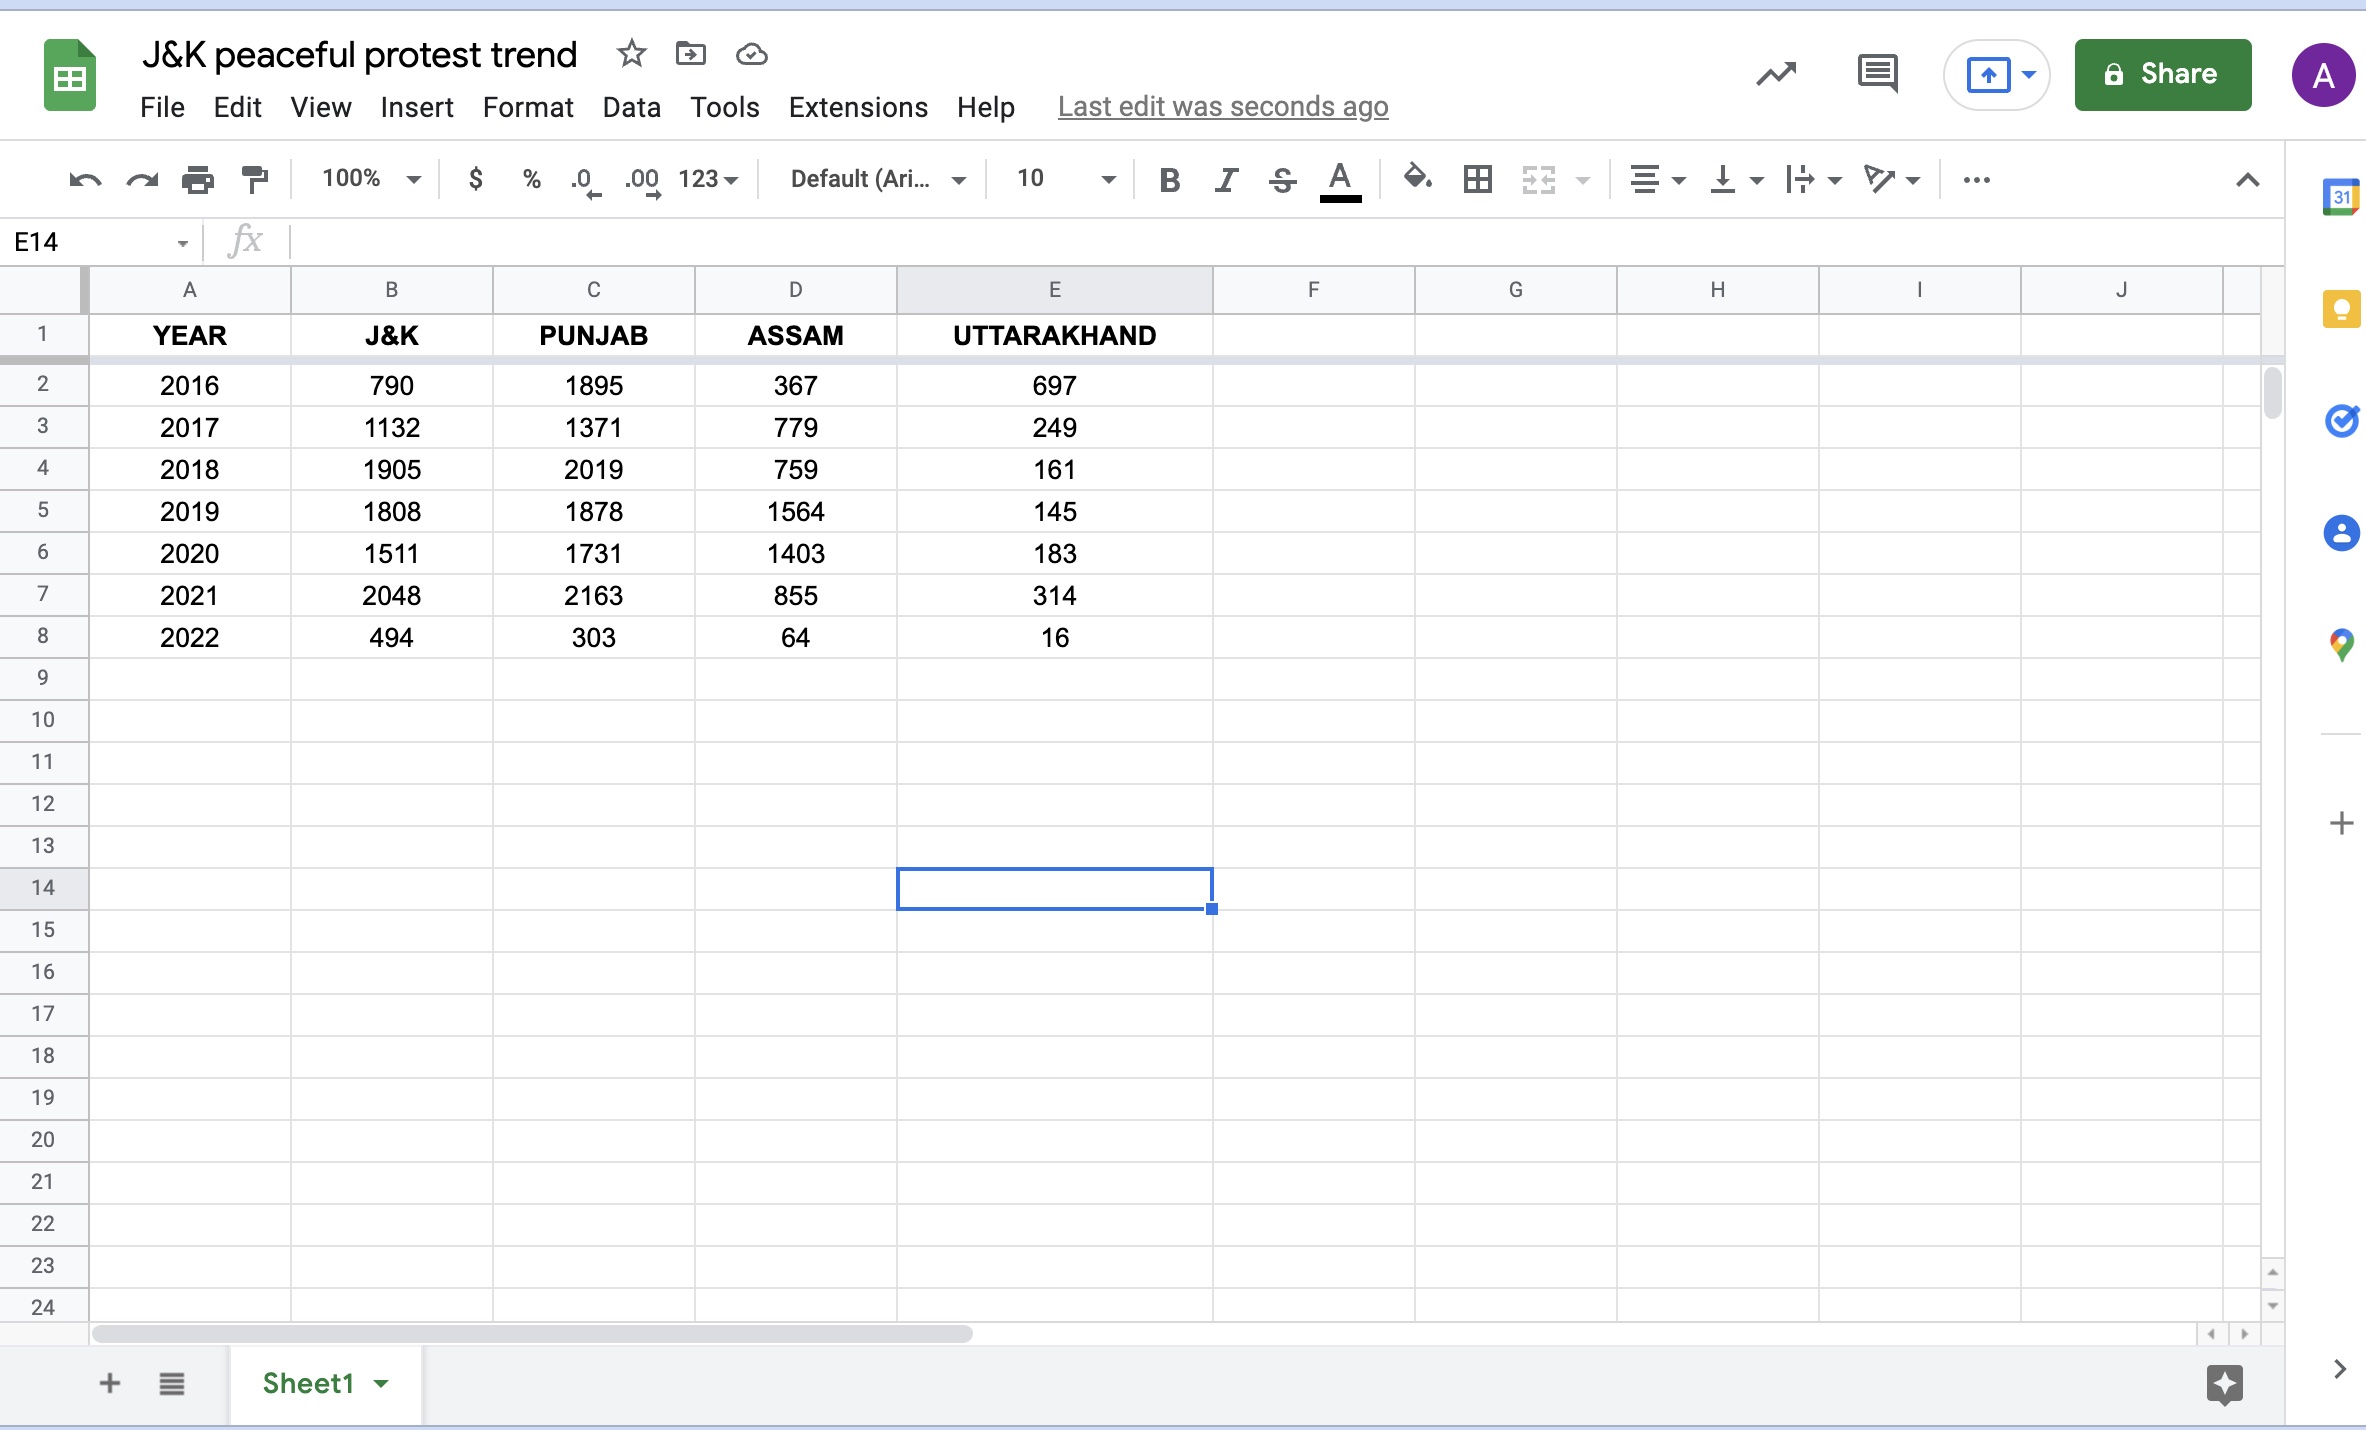 J&K peaceful protest trend
File Edit View Insert Format Data Tools Extensions Help Last edit was seconds ago
Share
A
100% $ % .0 .00 123 Default (Ari... 10 B I S A
31
E14 fx
A B C D E F G H I J
1 YEAR J&K PUNJAB ASSAM UTTARAKHAND
2 2016 790 1895 367 697
3 2017 1132 1371 779 249
4 2018 1905 2019 759 161
5 2019 1808 1878 1564 145
6 2020 1511 1731 1403 183
7 2021 2048 2163 855 314
8 2022 494 303 64 16
9
10
11
12
13
14
15
16
17
18
19
20
21
22
23
24
Sheet1